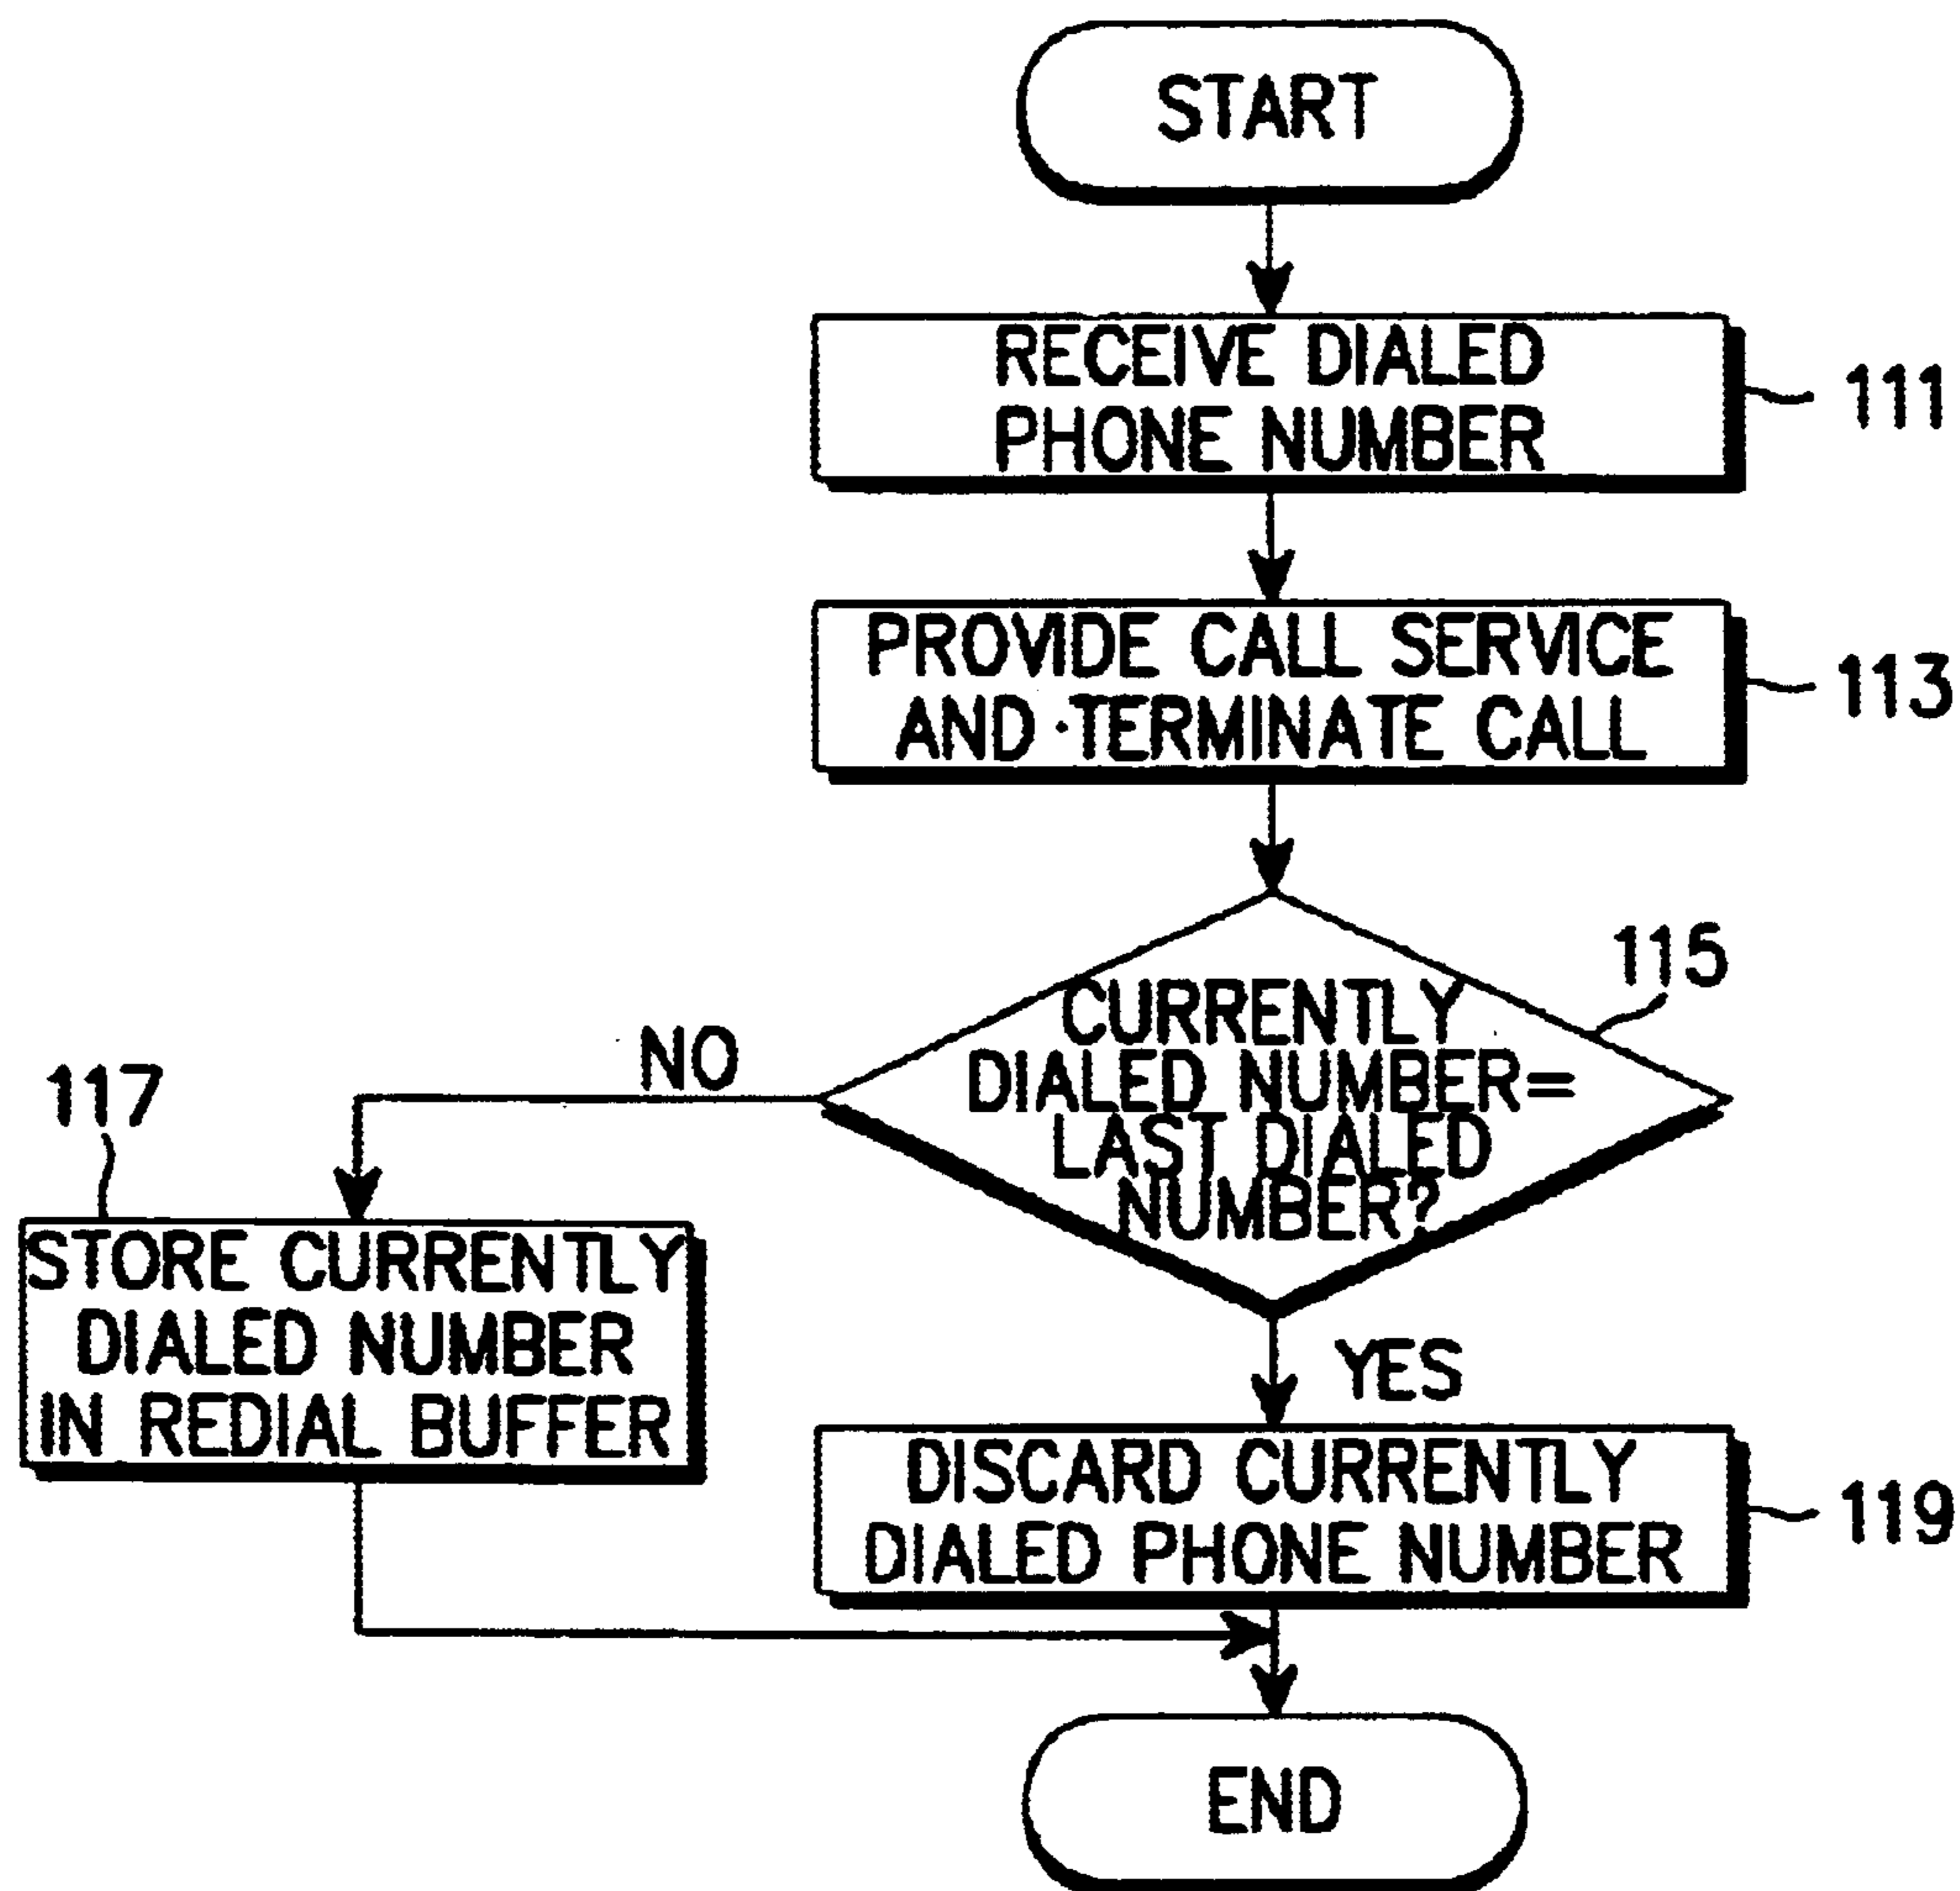 START
RECEIVE DIALED
PHONE NUMBER
111
PROVIDE CALL SERVICE
AND TERMINATE CALL
113
115
CURRENTLY
DIALED NUMBER=
LAST DIALED
NUMBER?
NO
117
STORE CURRENTLY
DIALED NUMBER
IN REDIAL BUFFER
YES
DISCARD CURRENTLY
DIALED PHONE NUMBER
119
END